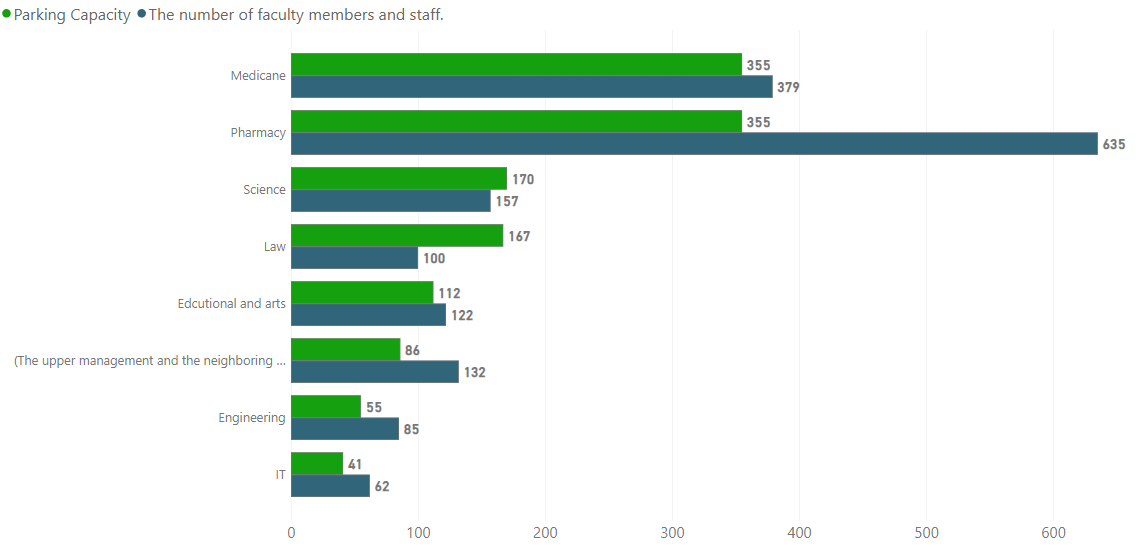 Parking Capacity The number of faculty members and staff.
Medicane
355
379
Pharmacy
355
635
Science
170
157
Law
167
100
Edcutional and arts
112
122
(The upper management and the neighboring ...
86
132
Engineering
55
85
IT
41
62
0 100 200 300 400 500 600